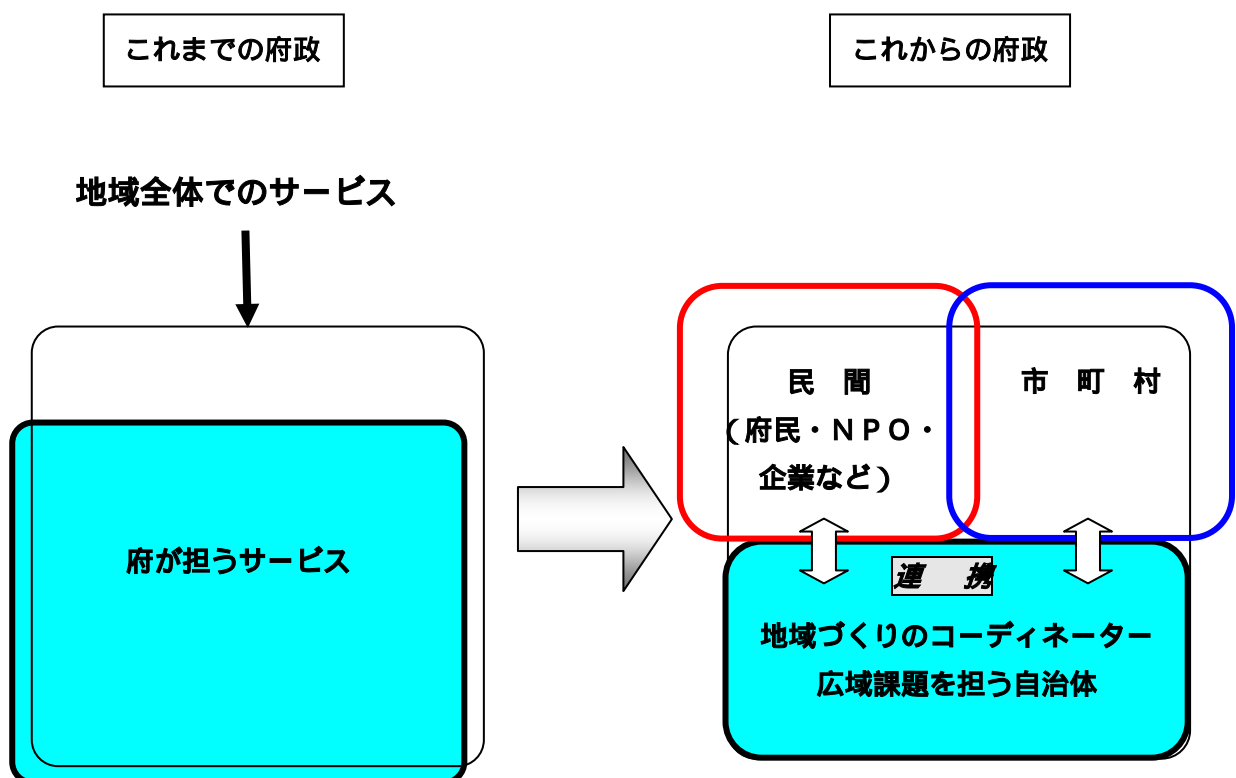 これまでの府政
これからの府政
地域全体でのサービス
府が担うサービス
民　間
（府民・ＮＰＯ・
企業など）
市　町　村
連　携
地域づくりのコーディネーター
広域課題を担う自治体